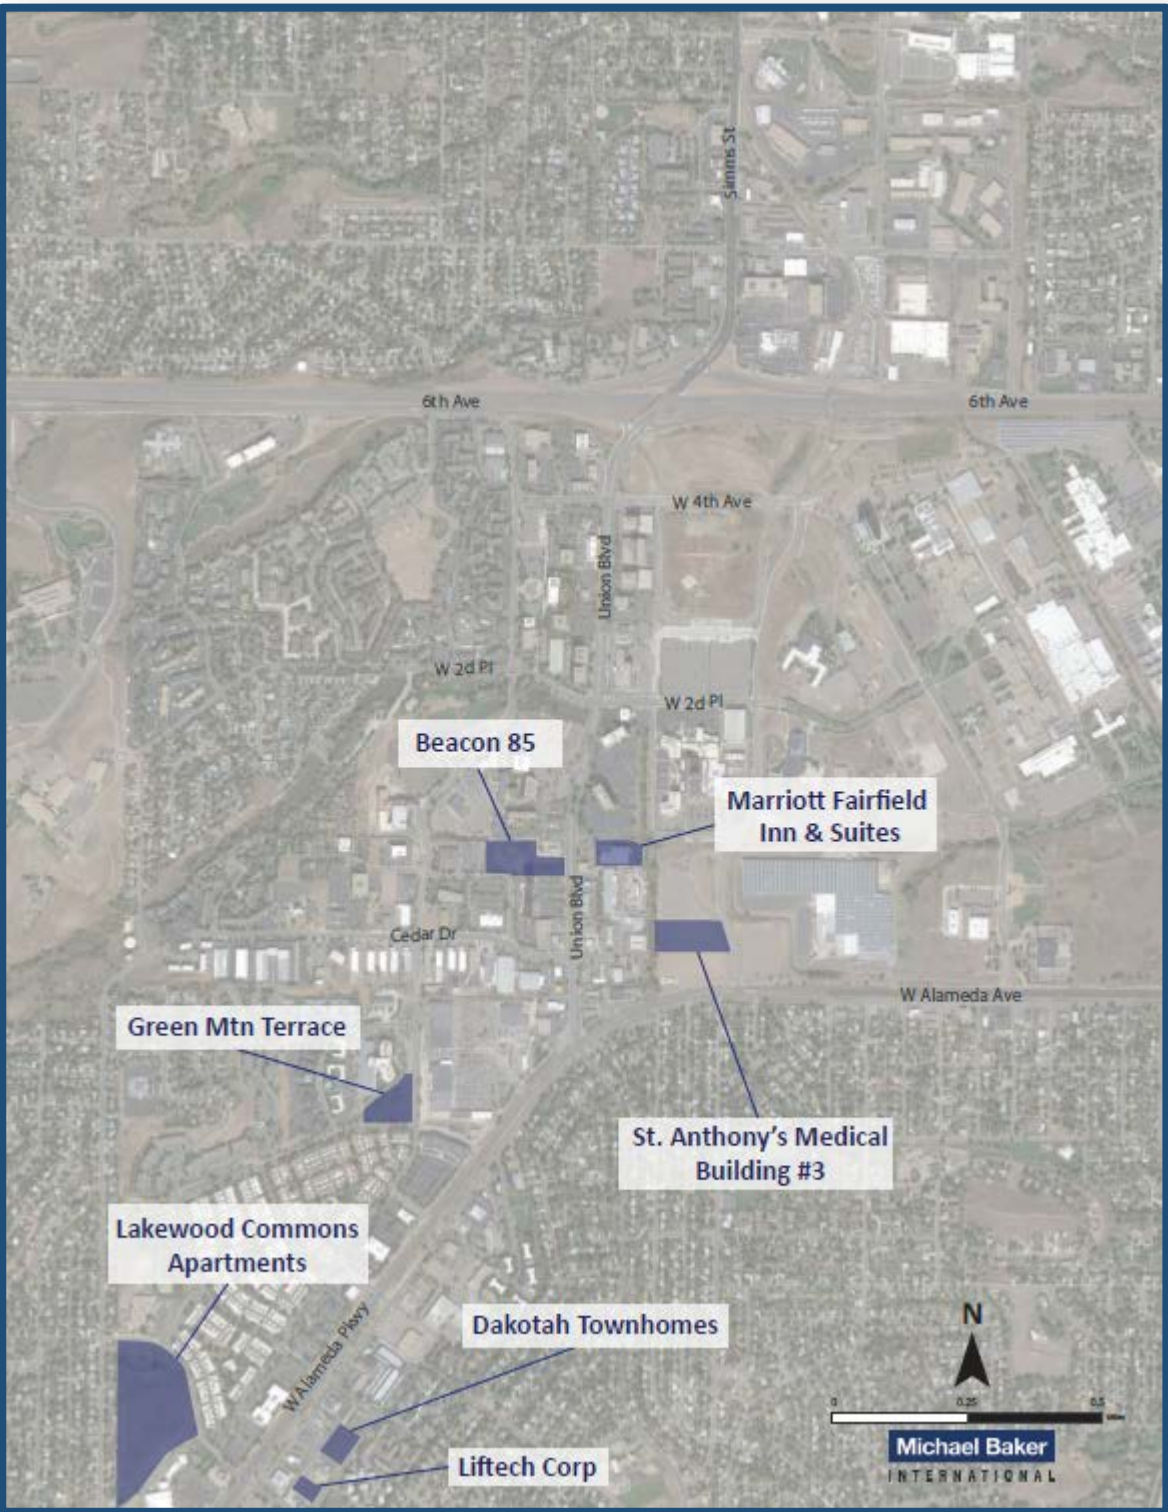 Simms St
6th Ave
6th Ave
W 4th Ave
Union Blvd
W 2d Pl
W 2d Pl
Beacon 85
Marriott Fairfield
Inn & Suites
Union Blvd
Cedar Dr
W Alameda Ave
Green Mtn Terrace
St. Anthony's Medical
Building #3
Lakewood Commons
Apartments
W Alameda Pkwy
Dakotah Townhomes
N
0 0.25 0.5
Liftech Corp
Michael Baker
INTERNATIONAL